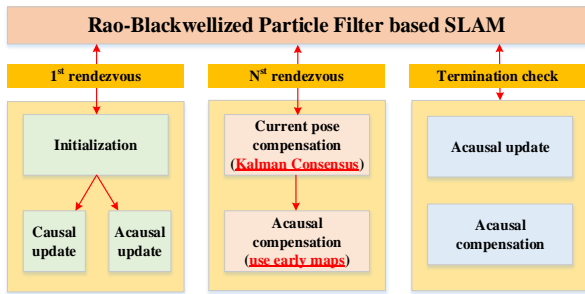 Rao-Blackwellized Particle Filter based SLAM
1st rendezvous
Nst Rendezvous
Termination check
Initialization
Causal
update
Acausal
update
Current pose
compensation
(Kalman Consensus)
Acausal
compensation
(use early maps)
Acausal update
Acausal
compensation